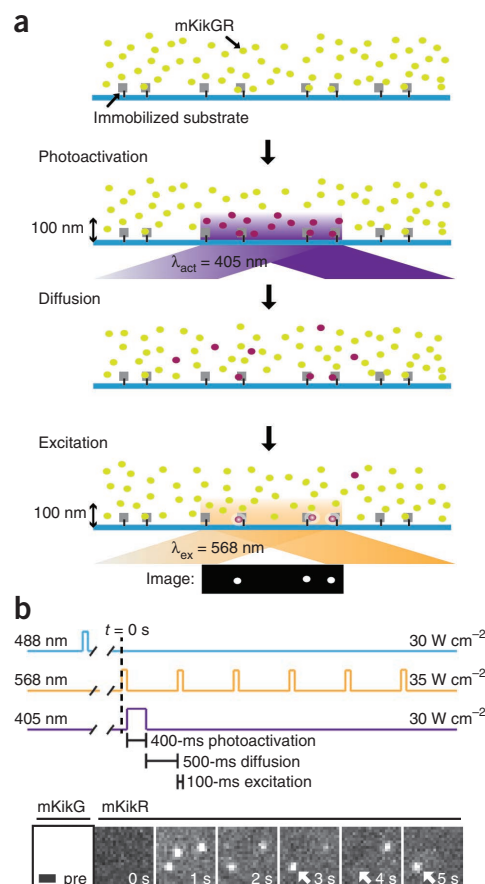 a
mKikGR
Immobilized substrate
Photoactivation
100 nm
λact = 405 nm
Diffusion
Excitation
100 nm
λex = 568 nm
Image:
b
t = 0 s
488 nm 30 W cm−2
568 nm 35 W cm−2
405 nm 30 W cm−2
400-ms photoactivation
500-ms diffusion
100-ms excitation
mKikG mKikR
pre 0 s 1 s 2 s 3 s 4 s 5 s